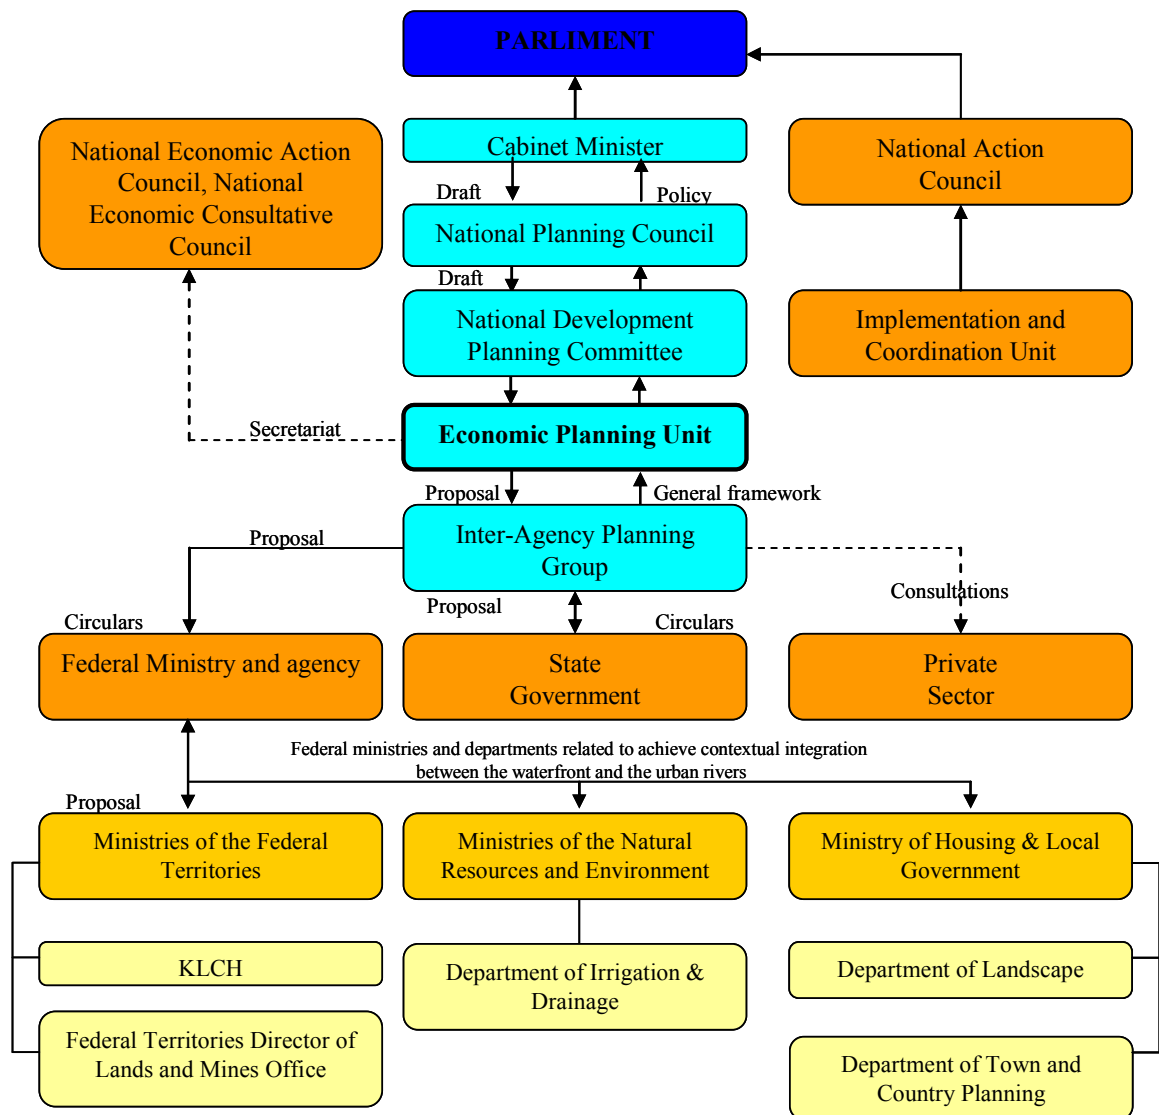 PARLIMENT
National Economic Action
Council, National
Economic Consultative
Council
Cabinet Minister
National Action
Council
Draft
Policy
National Planning Council
Draft
National Development
Planning Committee
Implementation and
Coordination Unit
Secretariat
Economic Planning Unit
Proposal
General framework
Proposal
Inter-Agency Planning
Group
Consultations
Circulars
Proposal
Circulars
Federal Ministry and agency
State
Government
Private
Sector
Federal ministries and departments related to achieve contextual integration
between the waterfront and the urban rivers
Proposal
Ministries of the Federal
Territories
Ministries of the Natural
Resources and Environment
Ministry of Housing & Local
Government
KLCH
Department of Irrigation &
Drainage
Department of Landscape
Federal Territories Director of
Lands and Mines Office
Department of Town and
Country Planning